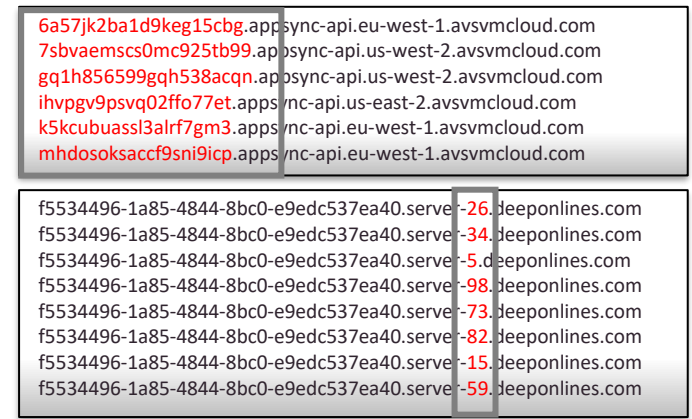 6a57jk2ba1d9keg15cbg.appsync-api.eu-west-1.avsvmcloud.com
7sbvaemscs0mc925tb99.appsync-api.us-west-2.avsvmcloud.com
gq1h856599gqh538acqn.appsync-api.us-west-2.avsvmcloud.com
ihvpgv9psvq02ffo77et.appsync-api.us-east-2.avsvmcloud.com
k5kcubuassl3alrf7gm3.appsync-api.eu-west-1.avsvmcloud.com
mhdosoksaccf9sni9icp.appsync-api.eu-west-1.avsvmcloud.com
f5534496-1a85-4844-8bc0-e9edc537ea40.server-26.deeponlines.com
f5534496-1a85-4844-8bc0-e9edc537ea40.server-34.deeponlines.com
f5534496-1a85-4844-8bc0-e9edc537ea40.server-5.deeponlines.com
f5534496-1a85-4844-8bc0-e9edc537ea40.server-98.deeponlines.com
f5534496-1a85-4844-8bc0-e9edc537ea40.server-73.deeponlines.com
f5534496-1a85-4844-8bc0-e9edc537ea40.server-82.deeponlines.com
f5534496-1a85-4844-8bc0-e9edc537ea40.server-15.deeponlines.com
f5534496-1a85-4844-8bc0-e9edc537ea40.server-59.deeponlines.com